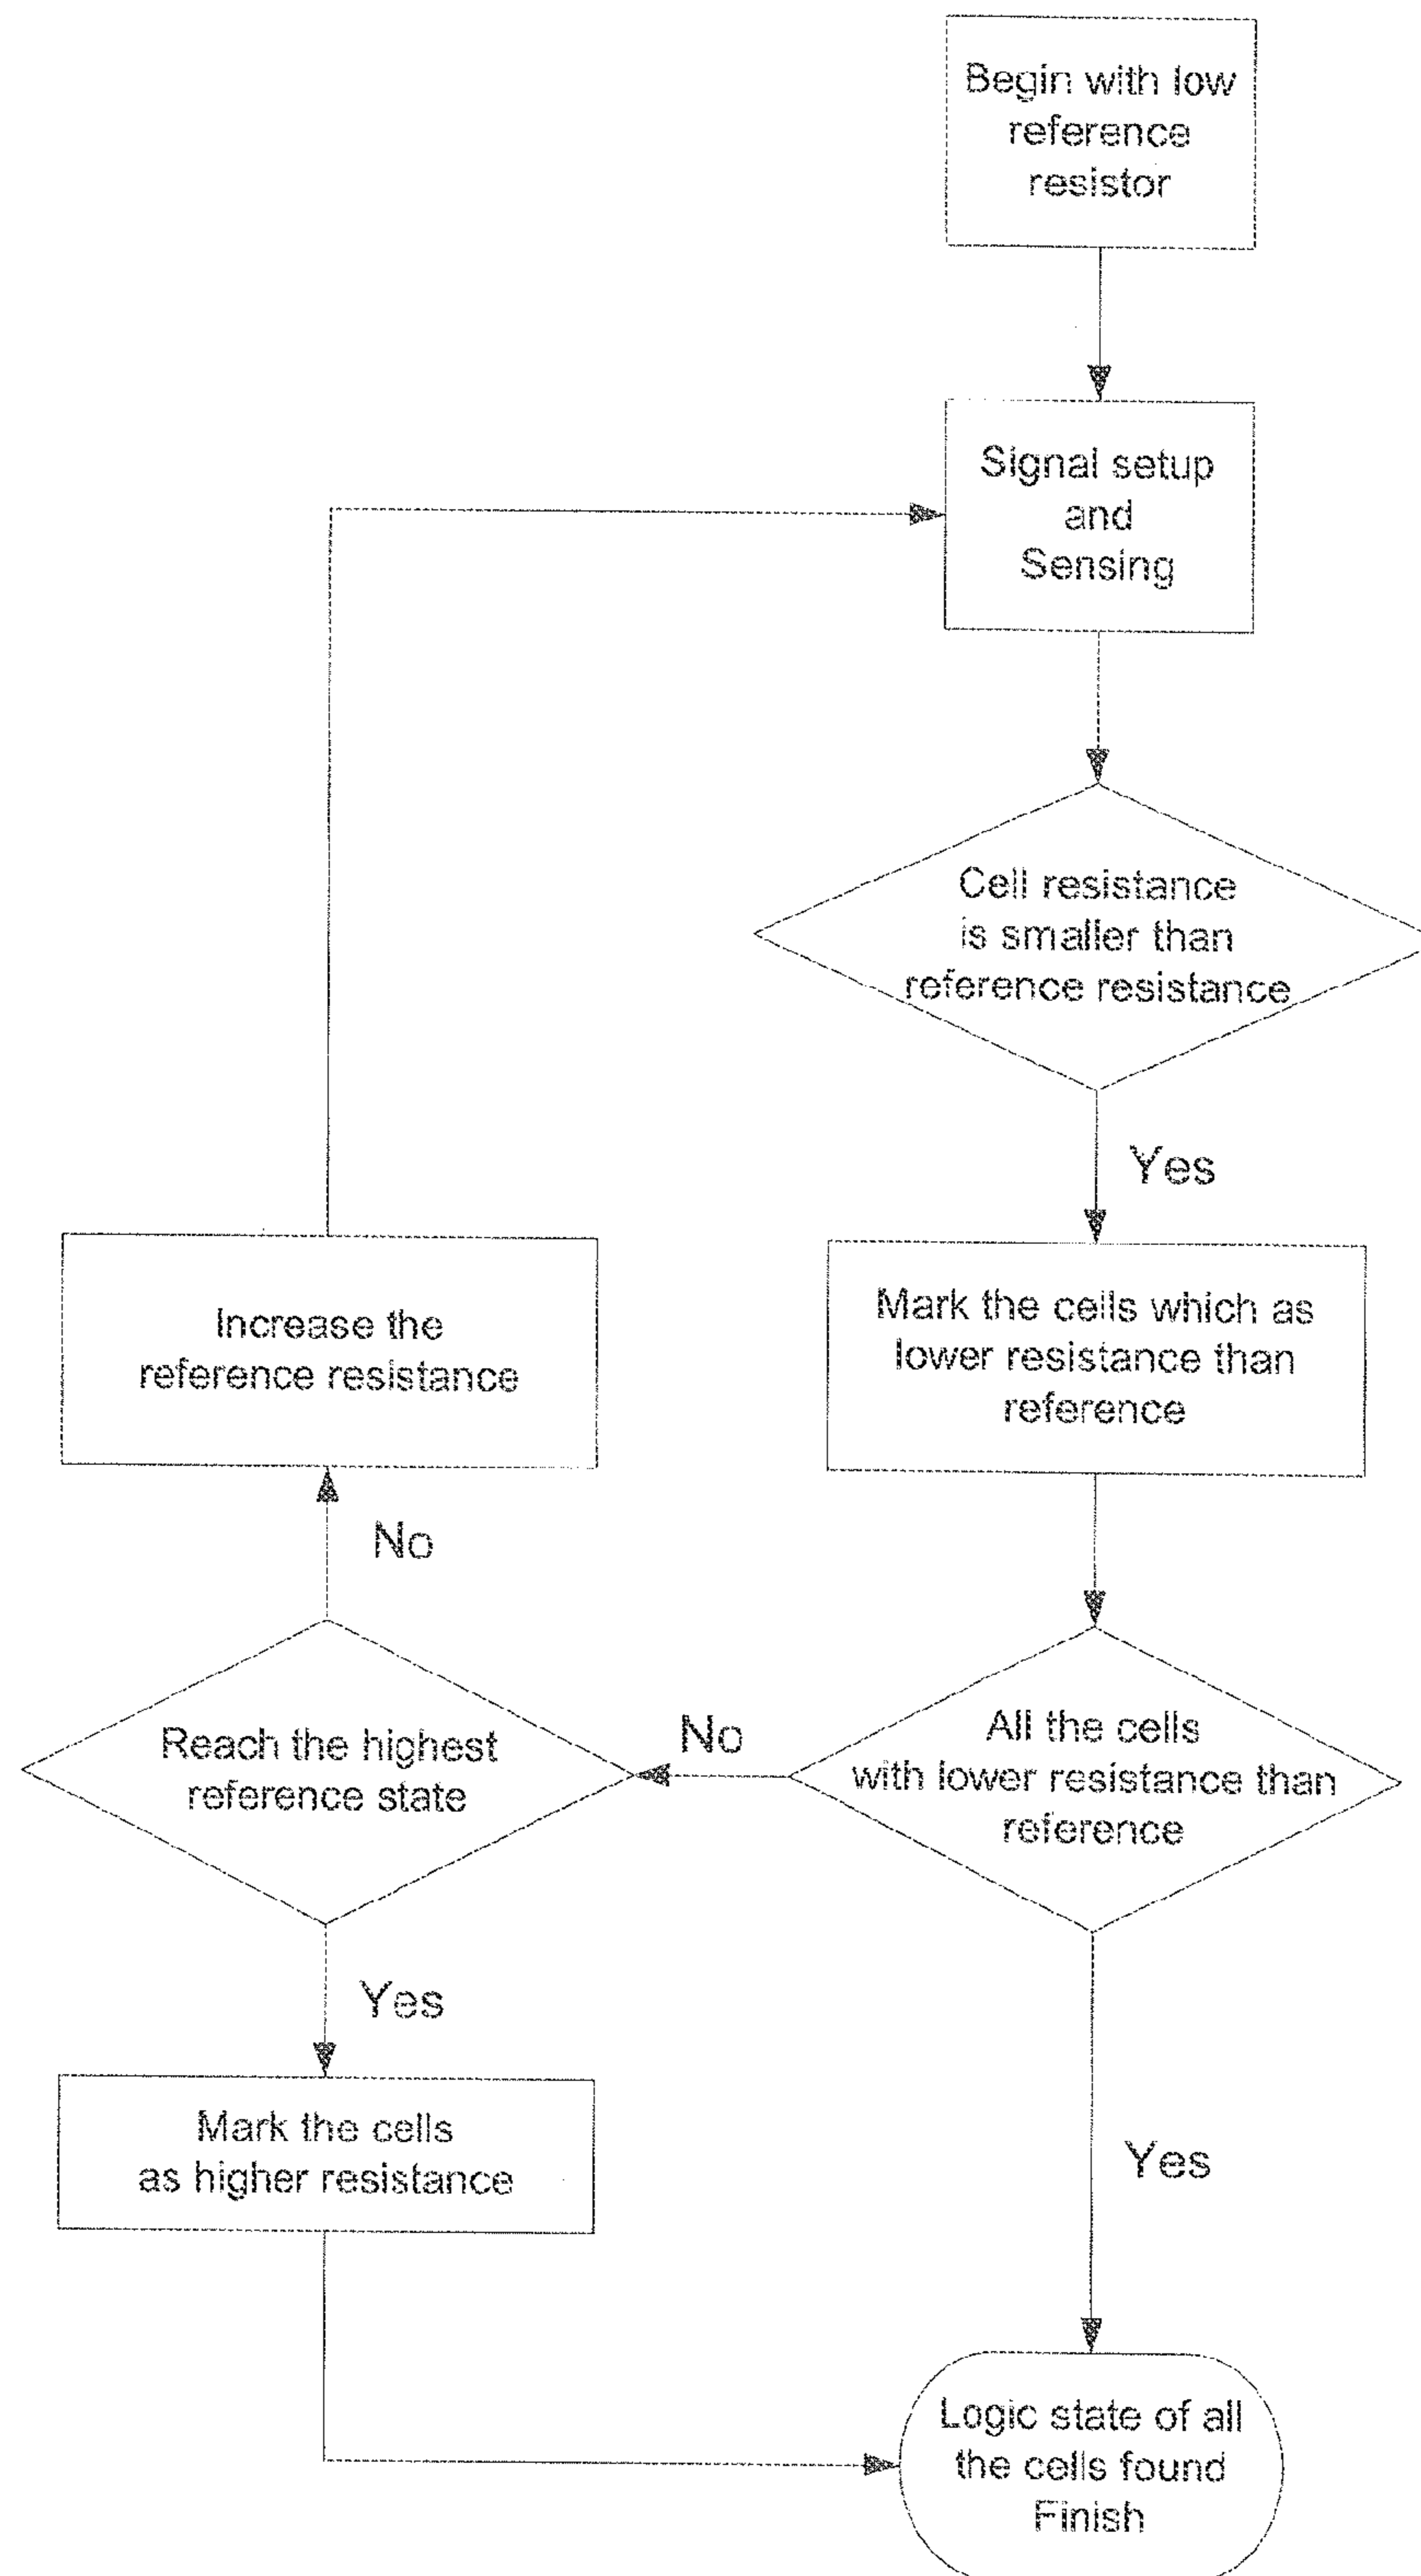 Begin with low
reference
resistor
Signal setup
and
Sensing
Cell resistance
is smaller than
reference resistance
Yes
Mark the cells which as
lower resistance than
reference
Increase the
reference resistance
No
All the cells
with lower resistance than
reference
No
Reach the highest
reference state
Yes
Mark the cells
as higher resistance
Yes
Logic state of all
the cells found
Finish